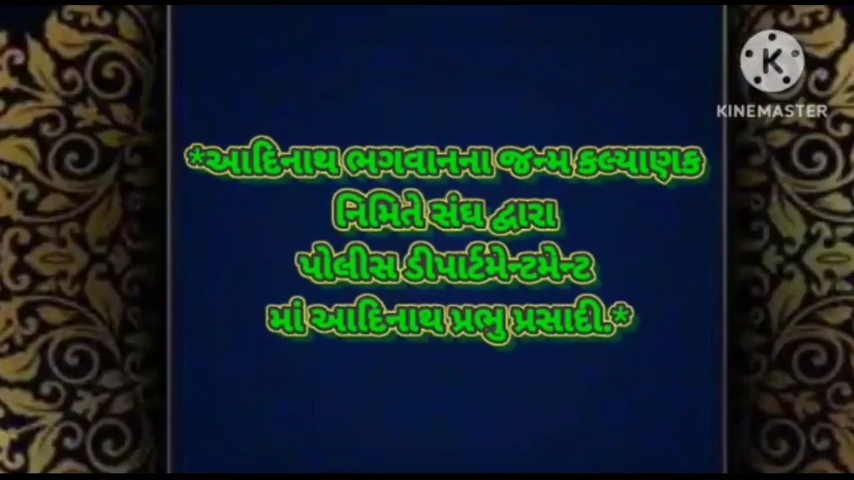 KINEMASTER
*આદિનાથ ભગવાનના જન્મ કલ્યાણક
નિમિતે સંઘ દ્વારા
પોલીસ ડીપાર્ટમેન્ટમેન્ટ
માં આદિનાથ પ્રભુ પ્રસાદી.*